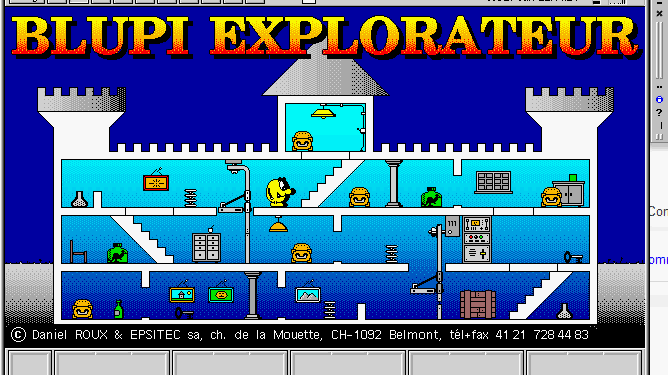 BLUPI EXPLORATEUR
?
Con
© Daniel ROUX & EPSITEC sa, ch. de la Mouette, CH-1092 Belmont, tél+fax 41 21 728 44 83